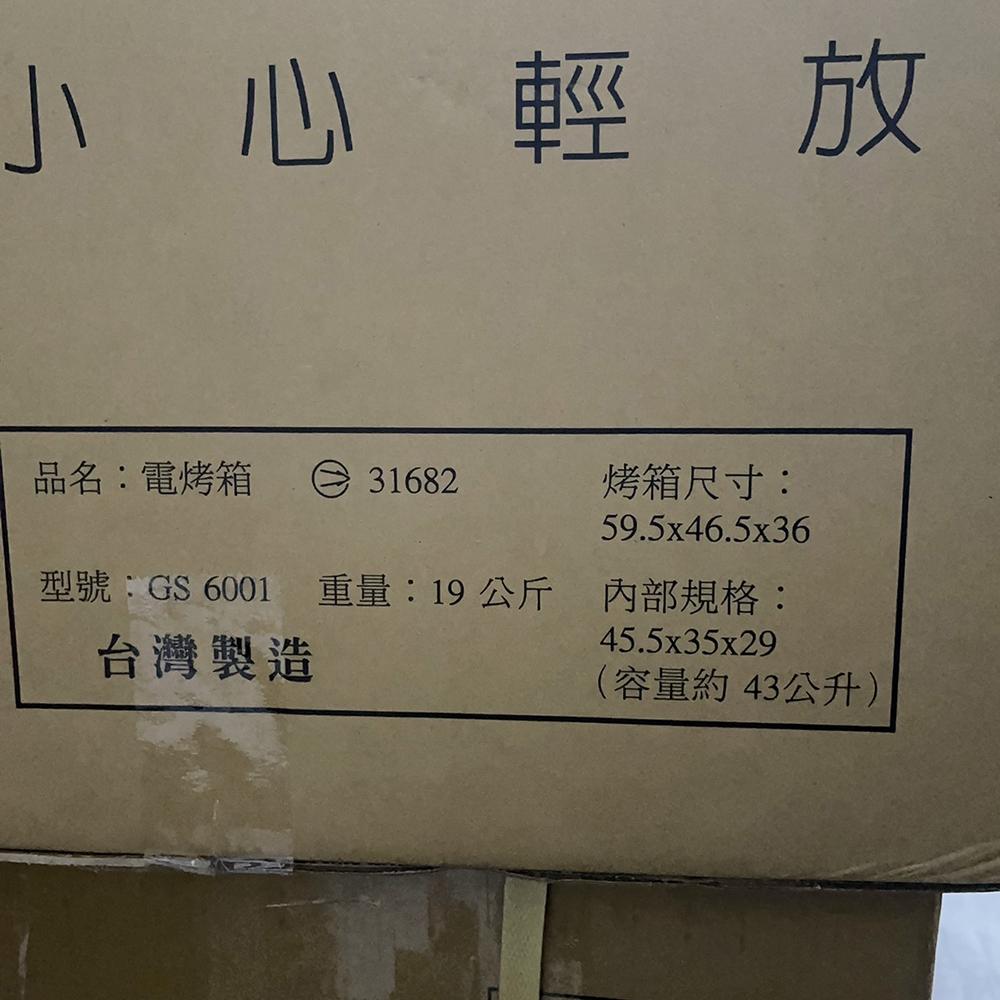 小心輕放
品名：電烤箱 31682
型號：GS 6001 重量：19 公斤
台灣製造
烤箱尺寸：
59.5x46.5x36
內部規格：
45.5x35x29
（容量約 43公升）